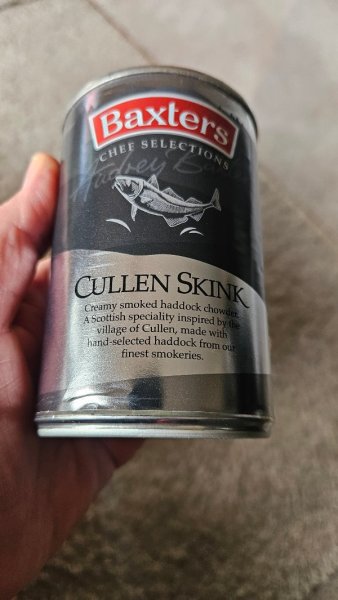 Baxters
CHEF SELECTIONS
CULLEN SKINK
Creamy smoked haddock chowder.
A Scottish speciality inspired by the
village of Cullen, made with
hand-selected haddock from our
finest smokeries.